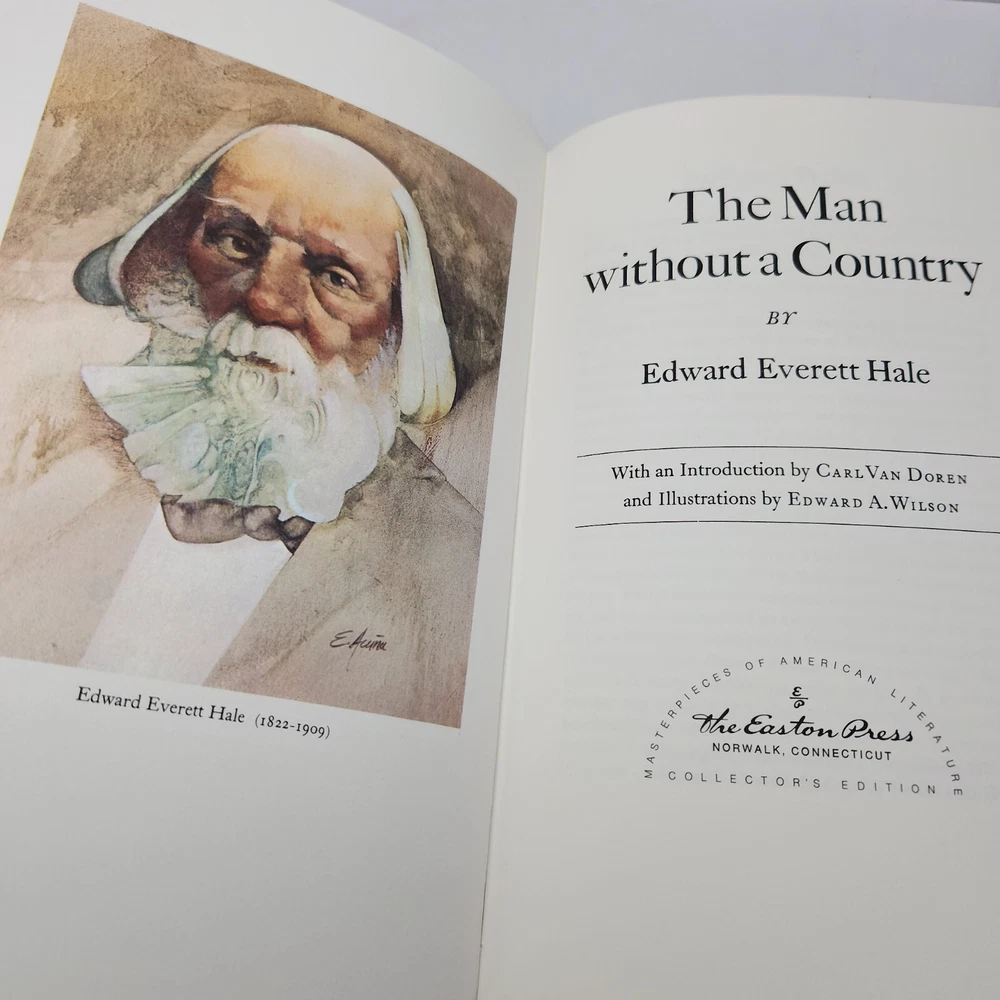 E. Acuña
Edward Everett Hale (1822-1909)
The Man
without a Country
BY
Edward Everett Hale
With an Introduction by CARL VAN DOREN
and Illustrations by EDWARD A. WILSON
MASTERPIECES OF AMERICAN LITERATURE
E/P
The Easton Press
NORWALK, CONNECTICUT
COLLECTOR'S EDITION